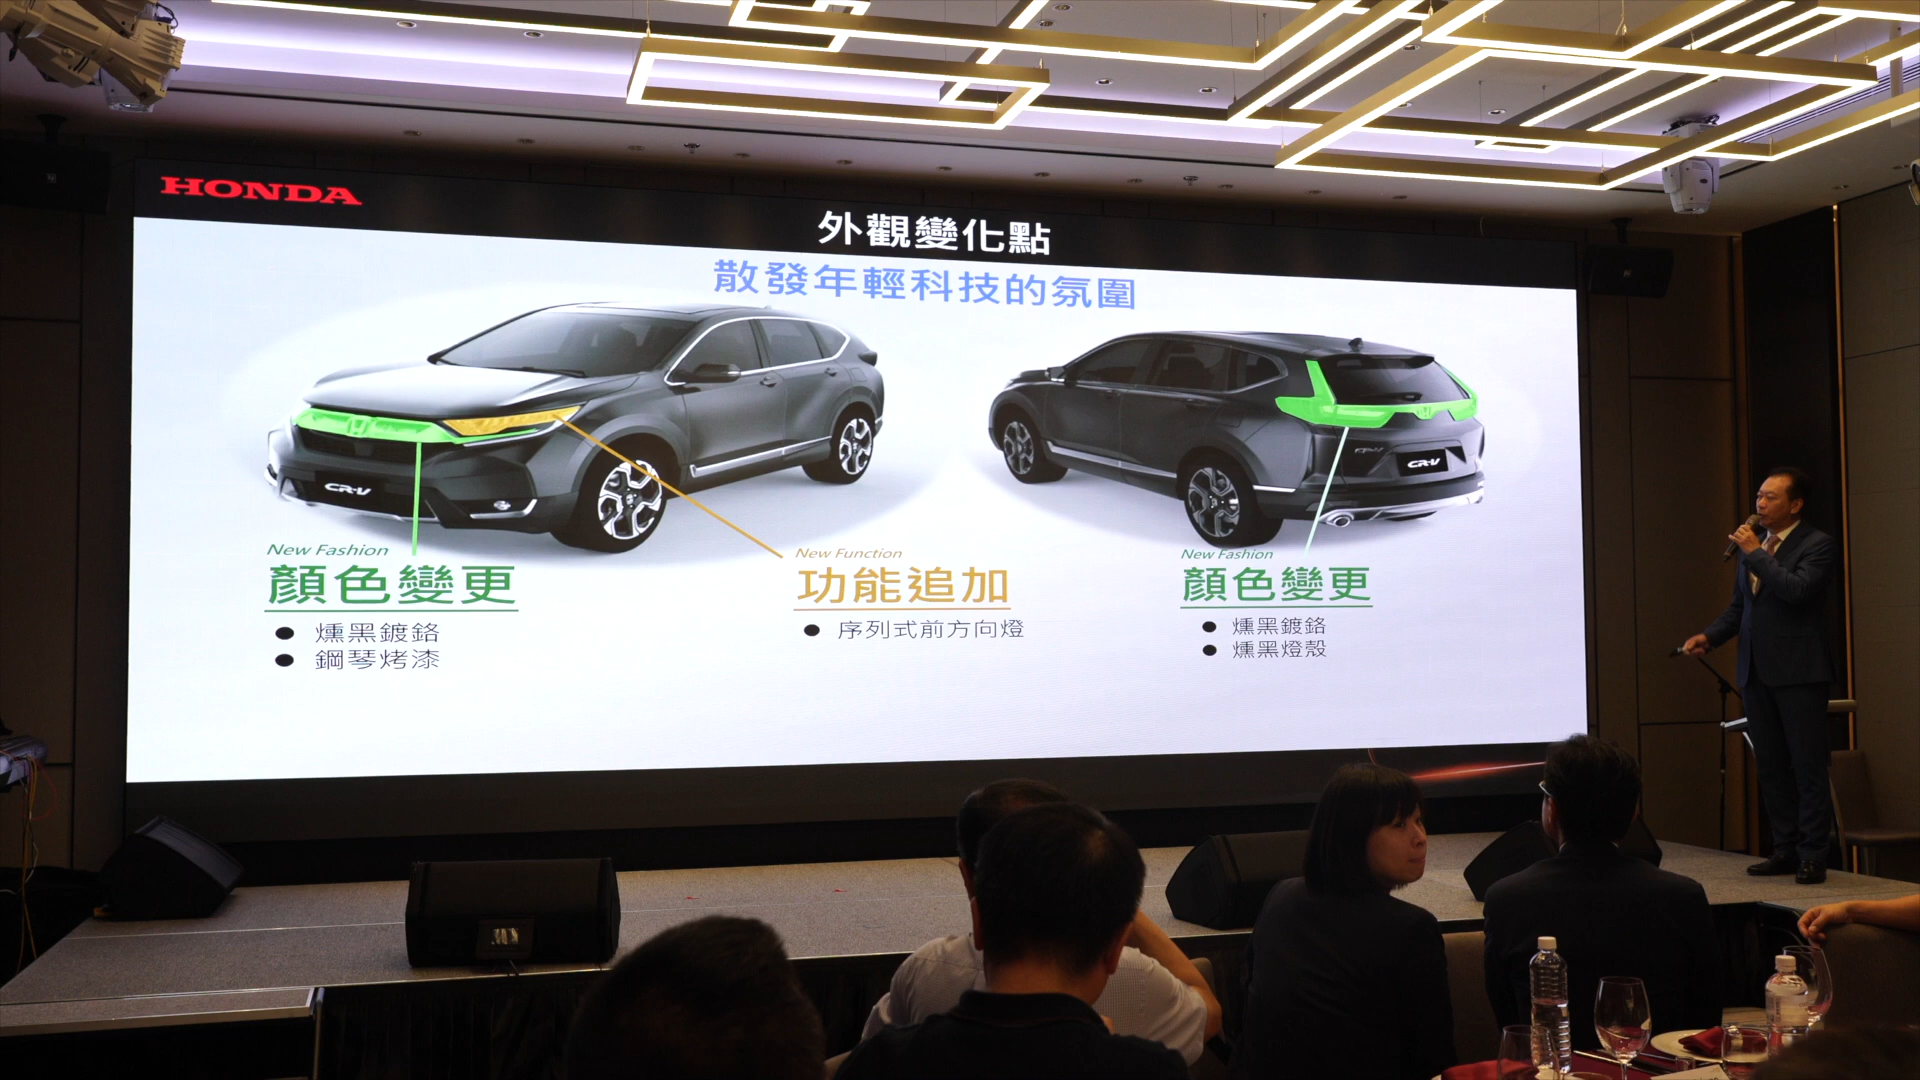 HONDA
外觀變化點
散發年輕科技的氛圍
CR-V
CR-V
CR-V
New Fashion
顏色變更
● 燻黑鍍鉻
● 鋼琴烤漆
New Function
功能追加
● 序列式前方向燈
New Fashion
顏色變更
● 燻黑鍍鉻
● 燻黑燈殼